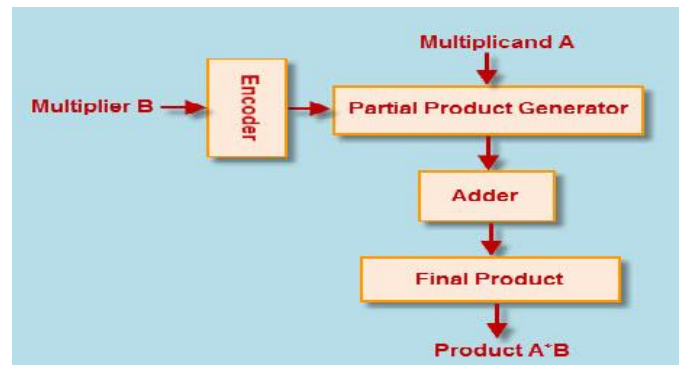 Multiplicand A
Multiplier B
Encoder
Partial Product Generator
Adder
Final Product
Product A*B